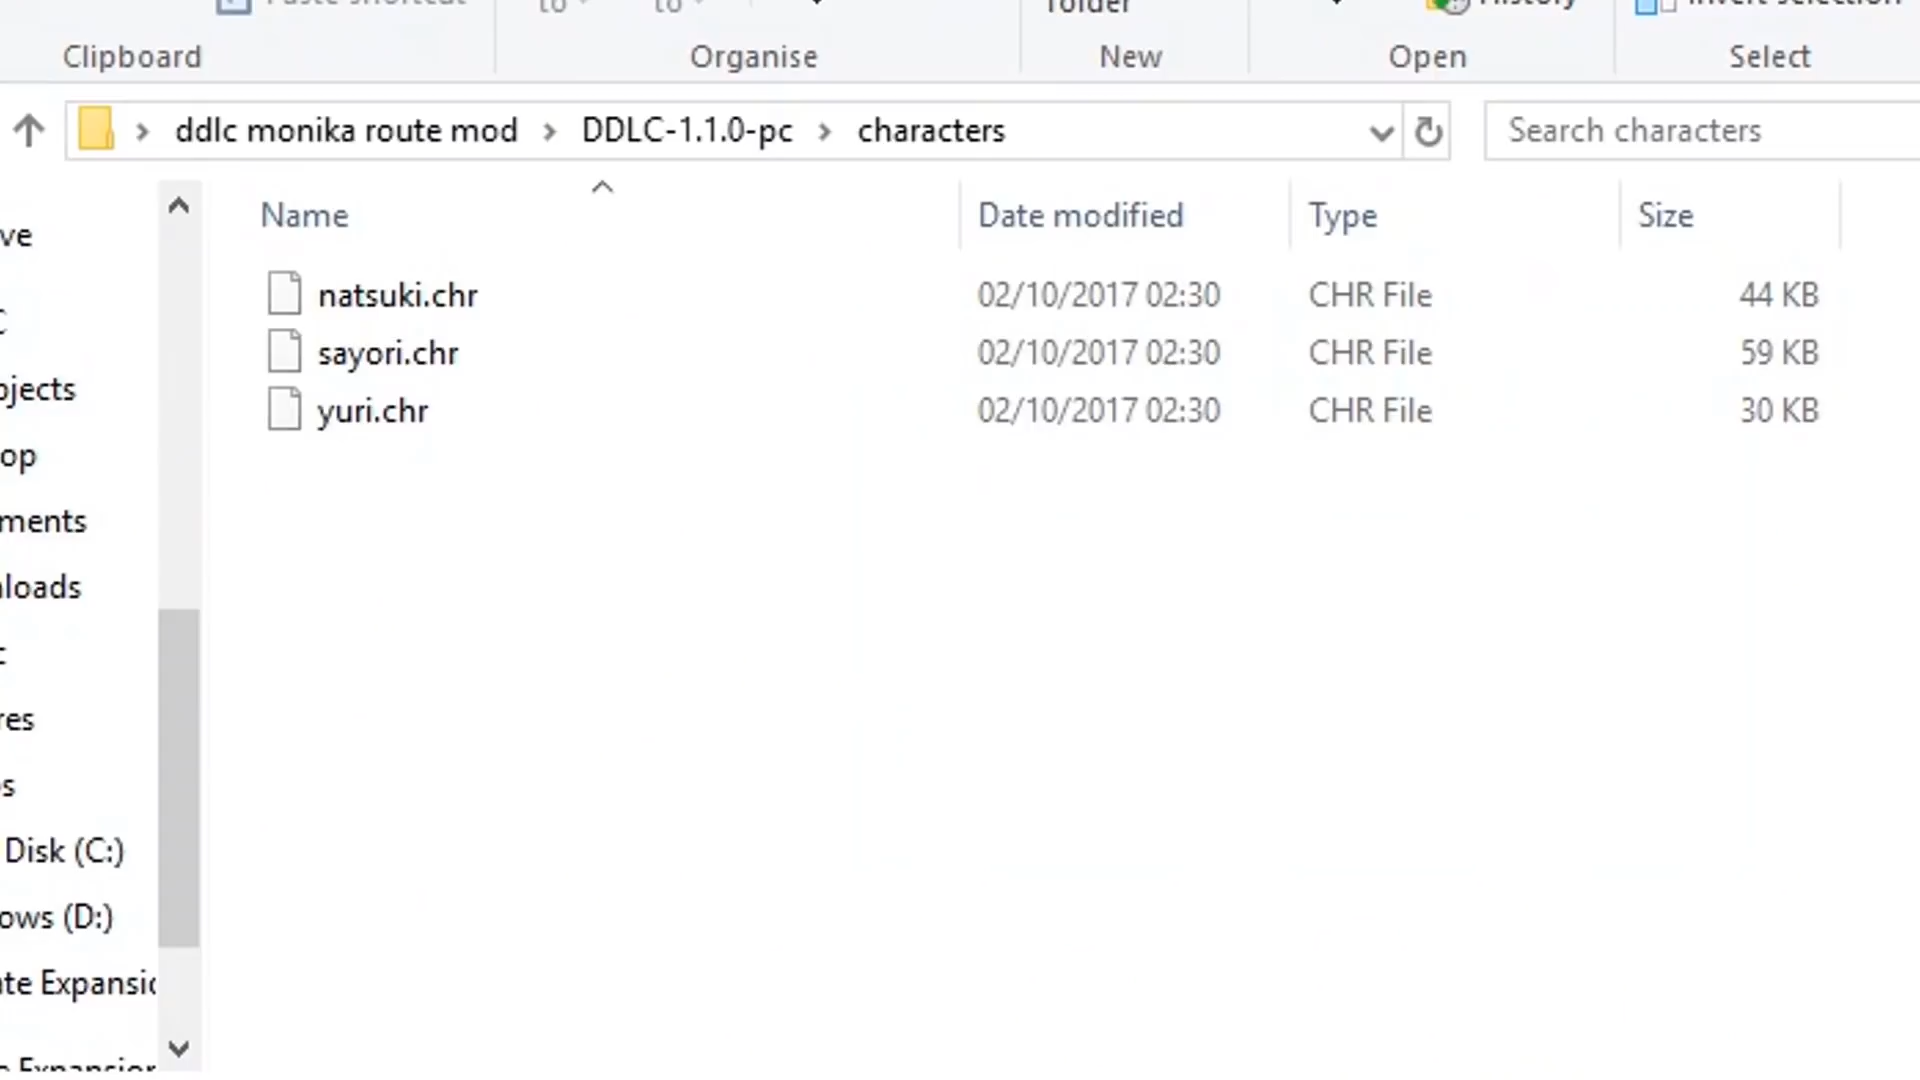 Clipboard Organise New Open Select
ddlc monika route mod DDLC-1.1.0-pc characters Search characters
Name Date modified Type Size
natsuki.chr 02/10/2017 02:30 CHR File 44 KB
sayori.chr 02/10/2017 02:30 CHR File 59 KB
yuri.chr 02/10/2017 02:30 CHR File 30 KB
ve
ojects
op
ments
nloads
res
os
Disk (C:)
ows (D:)
te Expansio